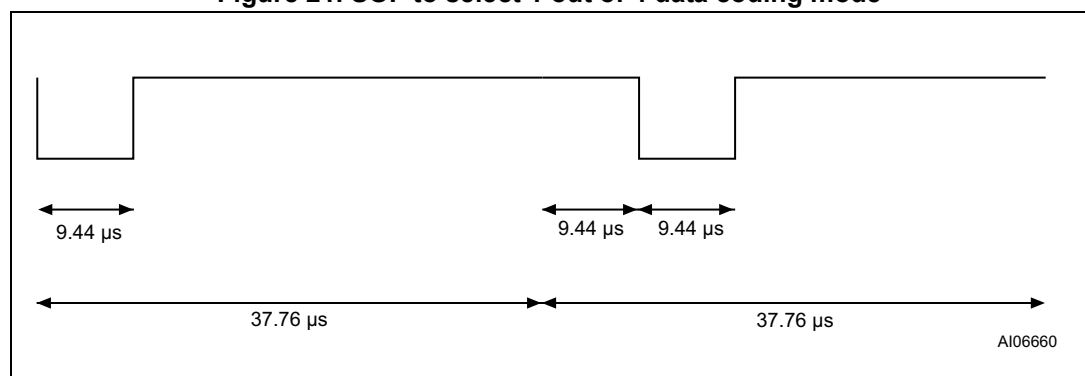 Figure SOF to select 1 out of 4 data coding mode
9.44 µs
9.44 µs
9.44 µs
37.76 µs
37.76 µs
AI06660